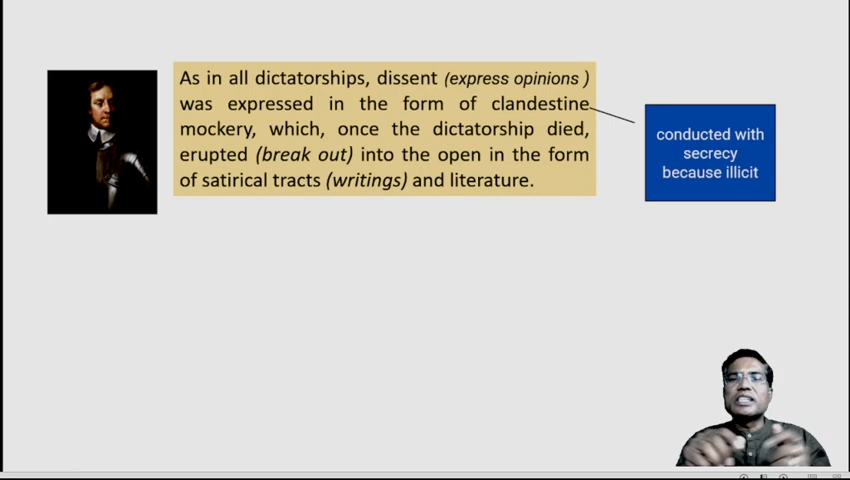 As in all dictatorships, dissent (express opinions )
was expressed in the form of clandestine
mockery, which, once the dictatorship died,
erupted (break out) into the open in the form
of satirical tracts (writings) and literature.
conducted with
secrecy
because illicit